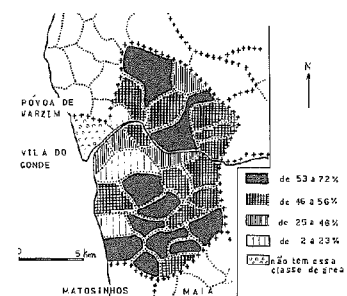 N
PÓVOA DE
VARZIM
VILA DO
CONDE
de 53 a 72%
de 46 a 56%
de 25 a 46%
de 2 a 23%
não têm essa
classe de área
0 5 km
MATOSINHOS MAIA